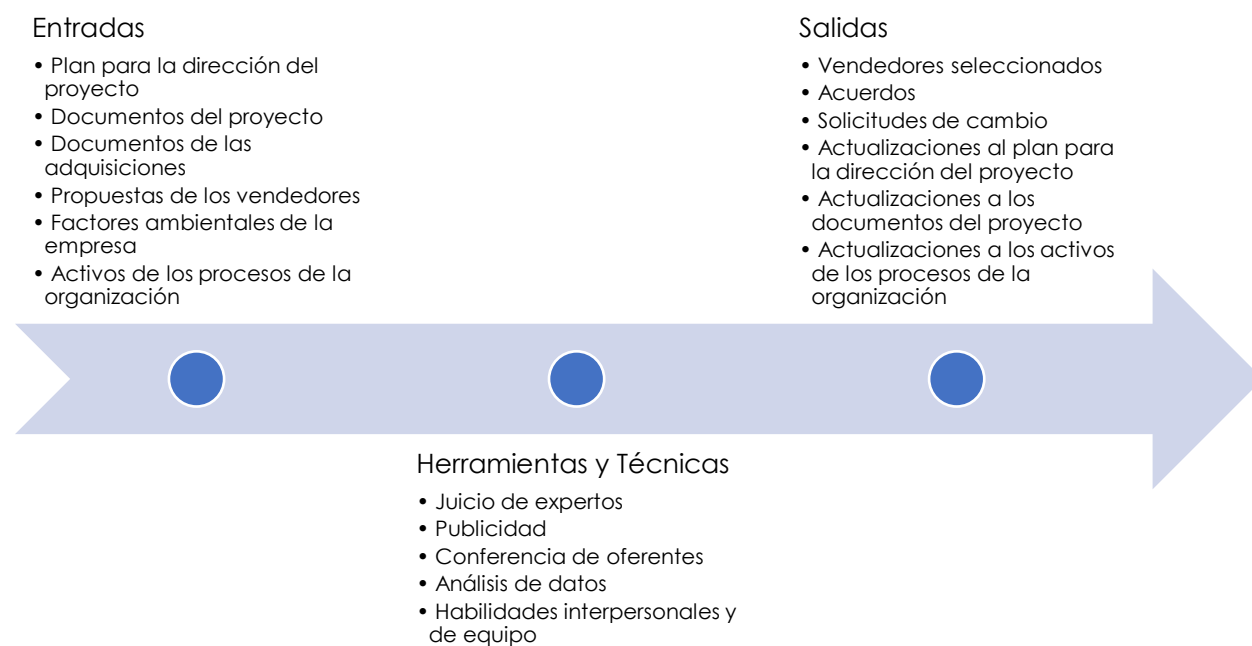 Entradas
• Plan para la dirección del
proyecto
• Documentos del proyecto
• Documentos de las
adquisiciones
• Propuestas de los vendedores
• Factores ambientales de la
empresa
• Activos de los procesos de la
organización
Salidas
• Vendedores seleccionados
• Acuerdos
• Solicitudes de cambio
• Actualizaciones al plan para
la dirección del proyecto
• Actualizaciones a los
documentos del proyecto
• Actualizaciones a los activos
de los procesos de la
organización
Herramientas y Técnicas
• Juicio de expertos
• Publicidad
• Conferencia de oferentes
• Análisis de datos
• Habilidades interpersonales y
de equipo